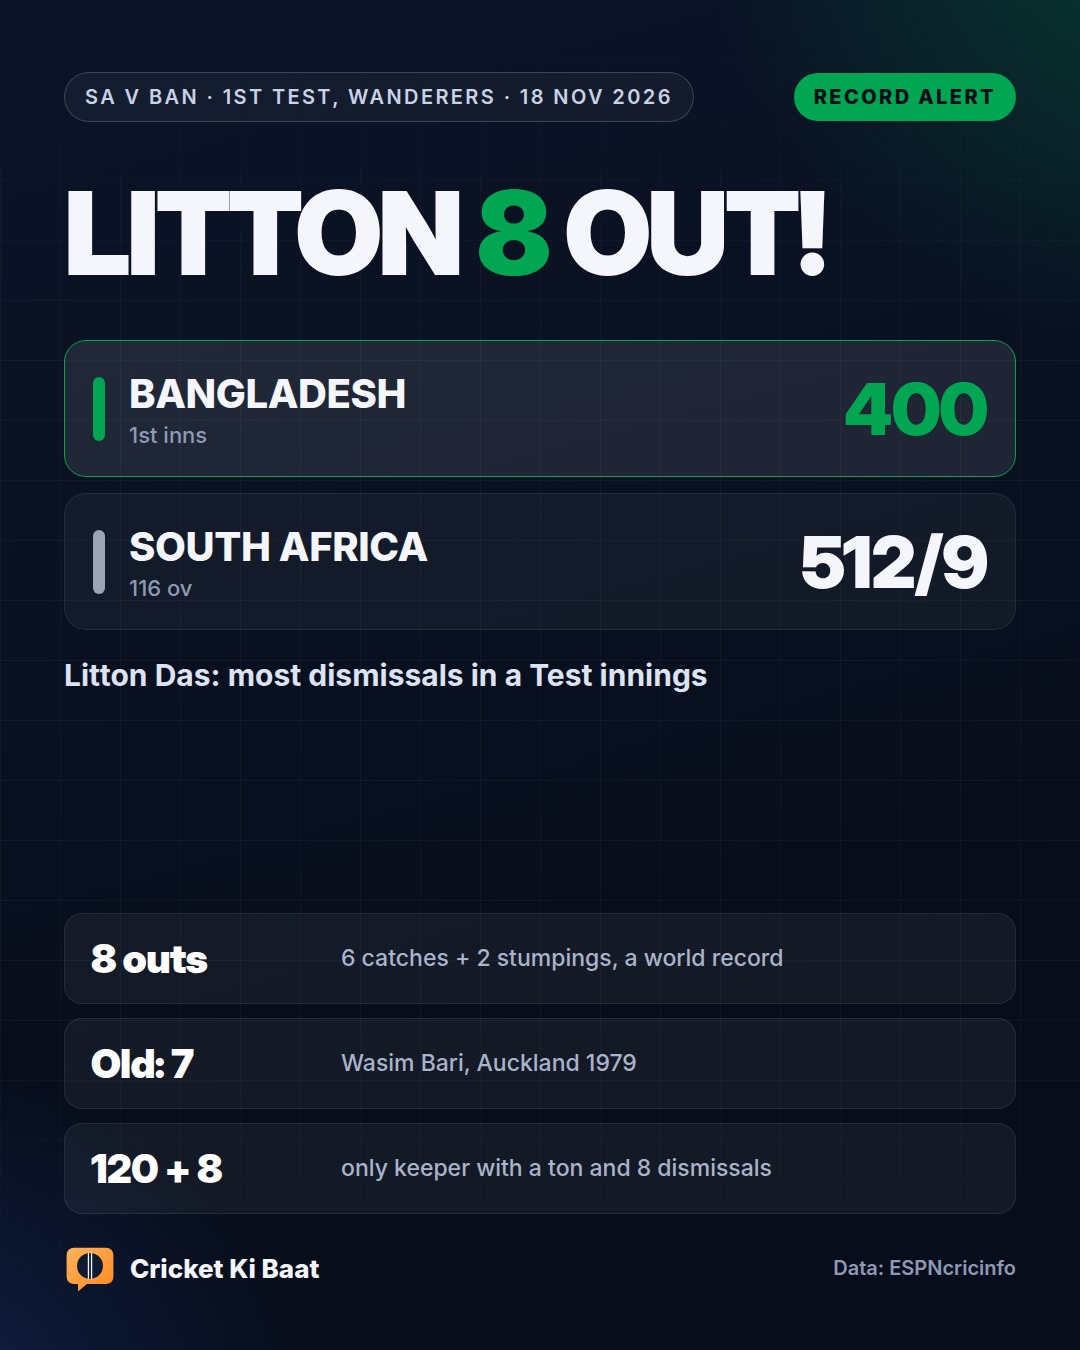 SA V BAN · 1ST TEST, WANDERERS · 18 NOV 2026
RECORD ALERT
LITTON 8 OUT!
BANGLADESH
1st inns
400
SOUTH AFRICA
116 ov
512/9
Litton Das: most dismissals in a Test innings
8 outs
6 catches + 2 stumpings, a world record
Old: 7
Wasim Bari, Auckland 1979
120 + 8
only keeper with a ton and 8 dismissals
Cricket Ki Baat
Data: ESPNcricinfo